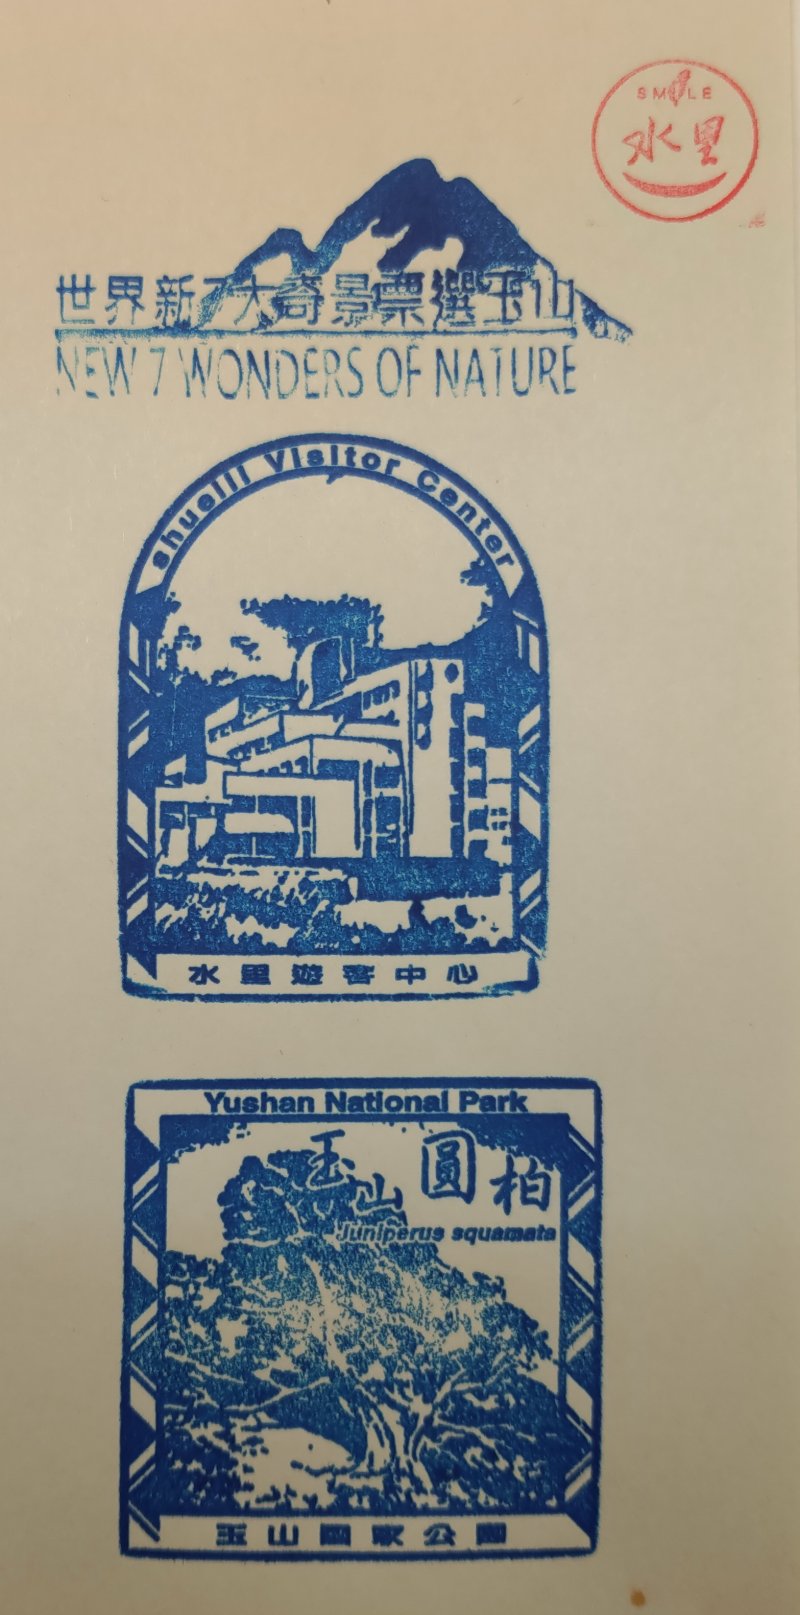 SMILE
水里
世界新7大奇景票選玉山
NEW 7 WONDERS OF NATURE
shueili Visitor Center
水里遊客中心
Yushan National Park
玉山圓柏
Juniperus squamata
玉山國家公園